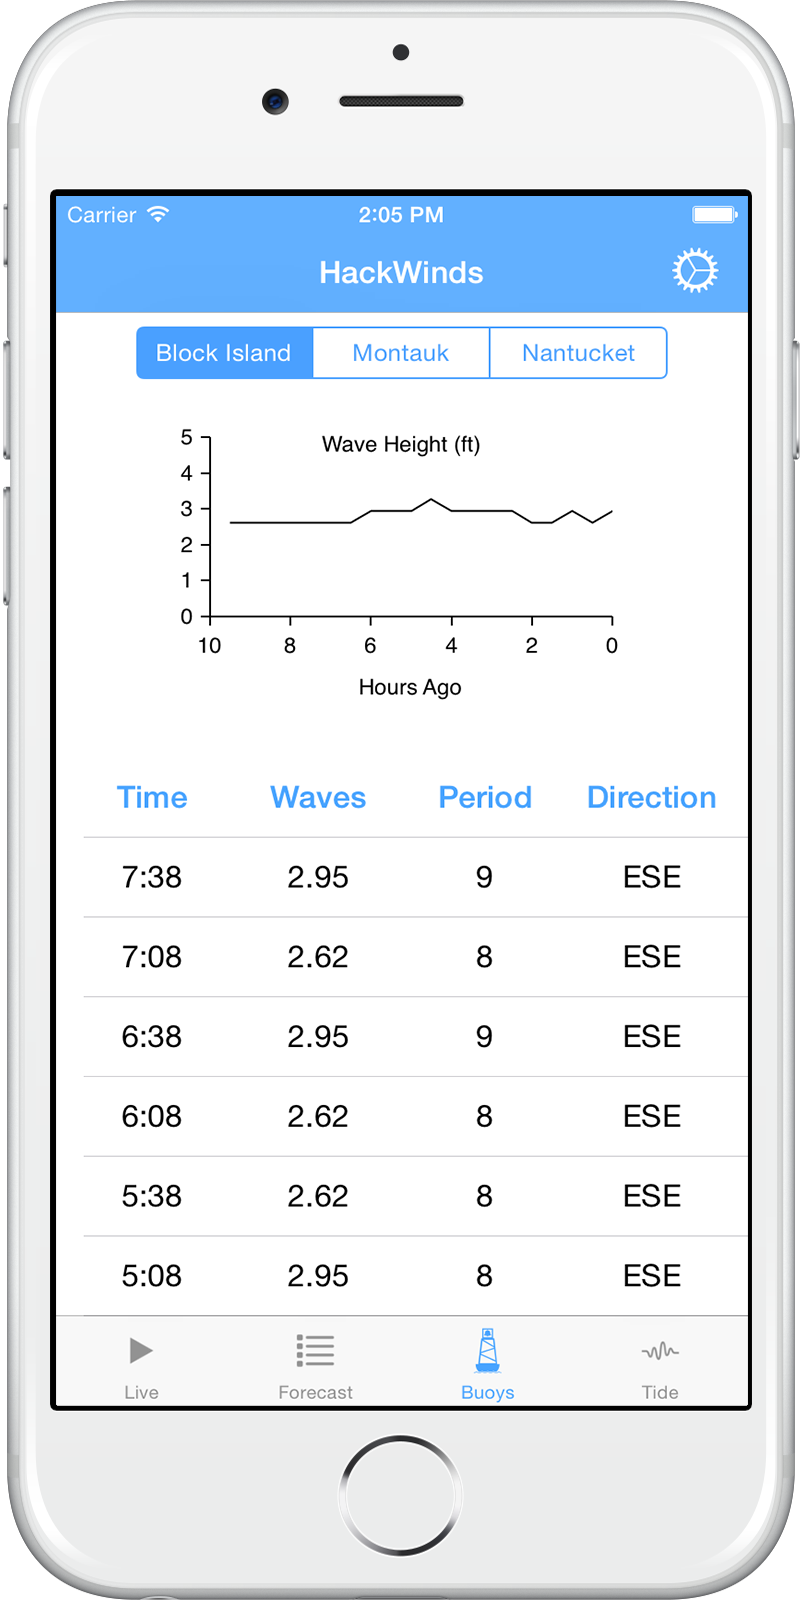 Carrier 2:05 PM
HackWinds
Block Island Montauk Nantucket
Wave Height (ft)
5
4
3
2
1
0
10 8 6 4 2 0
Hours Ago
Time Waves Period Direction
7:38 2.95 9 ESE
7:08 2.62 8 ESE
6:38 2.95 9 ESE
6:08 2.62 8 ESE
5:38 2.62 8 ESE
5:08 2.95 8 ESE
Live Forecast Buoys Tide